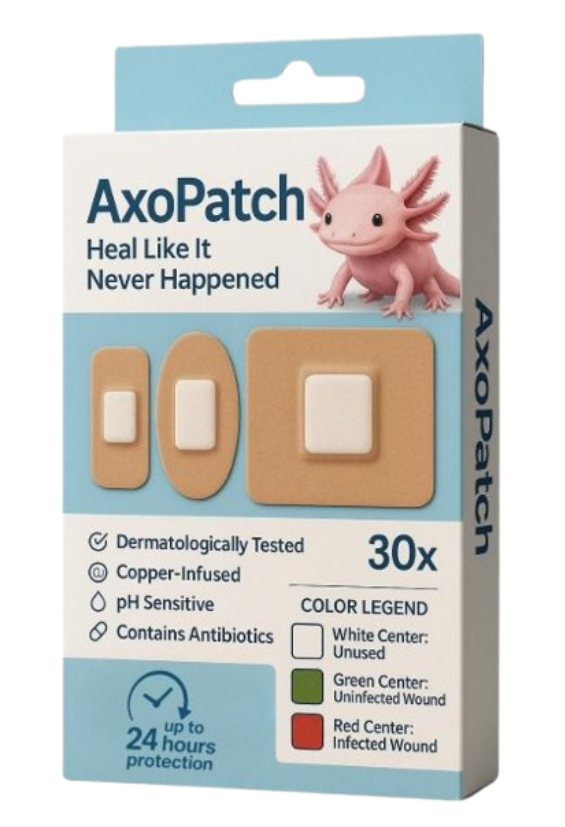 AxoPatch
Heal Like It
Never Happened
Dermatologically Tested
Copper-Infused
pH Sensitive
Contains Antibiotics
30x
COLOR LEGEND
White Center:
Unused
Green Center:
Uninfected Wound
Red Center:
Infected Wound
up to
24 hours
protection
AxoPatch